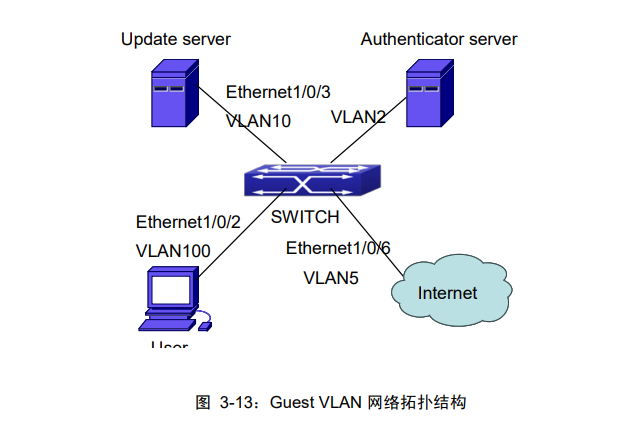 Update server
Authenticator server
Ethernet1/0/3
VLAN10
VLAN2
SWITCH
Ethernet1/0/2
VLAN100
Ethernet1/0/6
VLAN5
Internet
User
图 3-13：Guest VLAN 网络拓扑结构